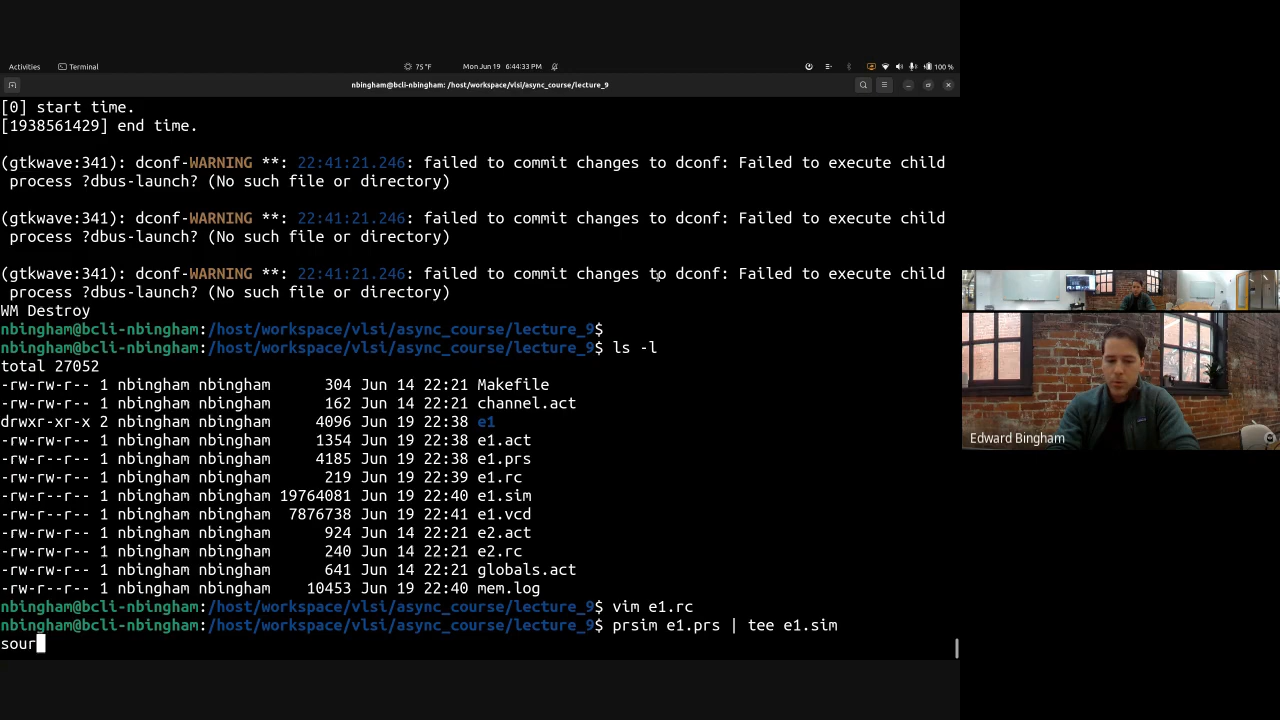 Activities
Terminal
75 °F
Mon Jun 19 6:44:33 PM
100 %
nbingham@bcli-nbingham: /host/workspace/vlsi/async_course/lecture_9
[0] start time.
[1938561429] end time.
(gtkwave:341): dconf-WARNING **: 22:41:21.246: failed to commit changes to dconf: Failed to execute child
process ?dbus-launch? (No such file or directory)
(gtkwave:341): dconf-WARNING **: 22:41:21.246: failed to commit changes to dconf: Failed to execute child
process ?dbus-launch? (No such file or directory)
(gtkwave:341): dconf-WARNING **: 22:41:21.246: failed to commit changes to dconf: Failed to execute child
process ?dbus-launch? (No such file or directory)
WM Destroy
nbingham@bcli-nbingham:/host/workspace/vlsi/async_course/lecture_9$
nbingham@bcli-nbingham:/host/workspace/vlsi/async_course/lecture_9$ ls -l
total 27052
-rw-rw-r-- 1 nbingham nbingham 304 Jun 14 22:21 Makefile
-rw-rw-r-- 1 nbingham nbingham 162 Jun 14 22:21 channel.act
drwxr-xr-x 2 nbingham nbingham 4096 Jun 19 22:38 e1
-rw-rw-r-- 1 nbingham nbingham 1354 Jun 19 22:38 e1.act
-rw-rw-r-- 1 nbingham nbingham 4185 Jun 19 22:38 e1.prs
-rw-rw-r-- 1 nbingham nbingham 219 Jun 19 22:39 e1.rc
-rw-rw-r-- 1 nbingham nbingham 19764081 Jun 19 22:40 e1.sim
-rw-rw-r-- 1 nbingham nbingham 7876738 Jun 19 22:41 e1.vcd
-rw-rw-r-- 1 nbingham nbingham 924 Jun 14 22:21 e2.act
-rw-rw-r-- 1 nbingham nbingham 240 Jun 14 22:21 e2.rc
-rw-rw-r-- 1 nbingham nbingham 641 Jun 14 22:21 globals.act
-rw-rw-r-- 1 nbingham nbingham 10453 Jun 19 22:40 mem.log
nbingham@bcli-nbingham:/host/workspace/vlsi/async_course/lecture_9$ vim e1.rc
nbingham@bcli-nbingham:/host/workspace/vlsi/async_course/lecture_9$ prsim e1.prs | tee e1.sim
sour
Edward Bingham